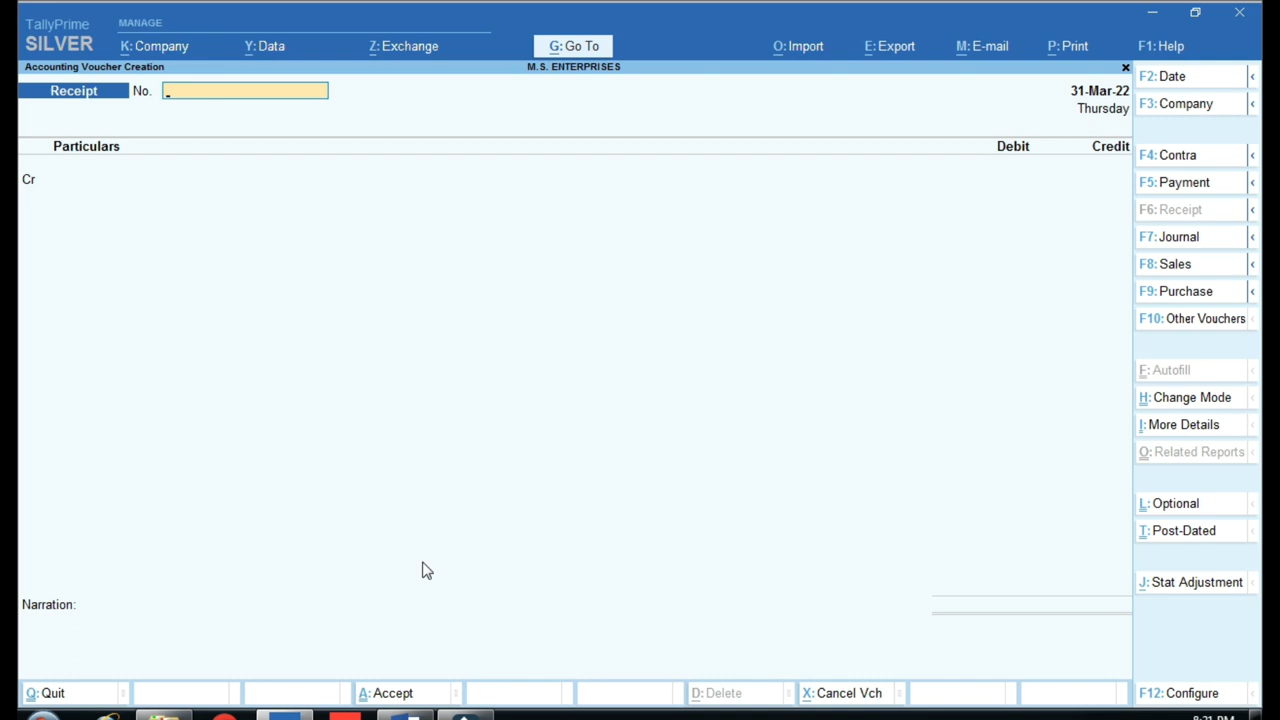 TallyPrime
MANAGE
SILVER
K: Company
Y: Data
Z: Exchange
G: Go To
O: Import
E: Export
M: E-mail
P: Print
F1: Help
Accounting Voucher Creation
M.S. ENTERPRISES
Receipt No.
31-Mar-22
Thursday
Particulars
Debit
Credit
Cr
Narration:
F2: Date
F3: Company
F4: Contra
F5: Payment
F6: Receipt
F7: Journal
F8: Sales
F9: Purchase
F10: Other Vouchers
F: Autofill
H: Change Mode
I: More Details
O: Related Reports
L: Optional
T: Post-Dated
J: Stat Adjustment
Q: Quit
A: Accept
D: Delete
X: Cancel Vch
F12: Configure